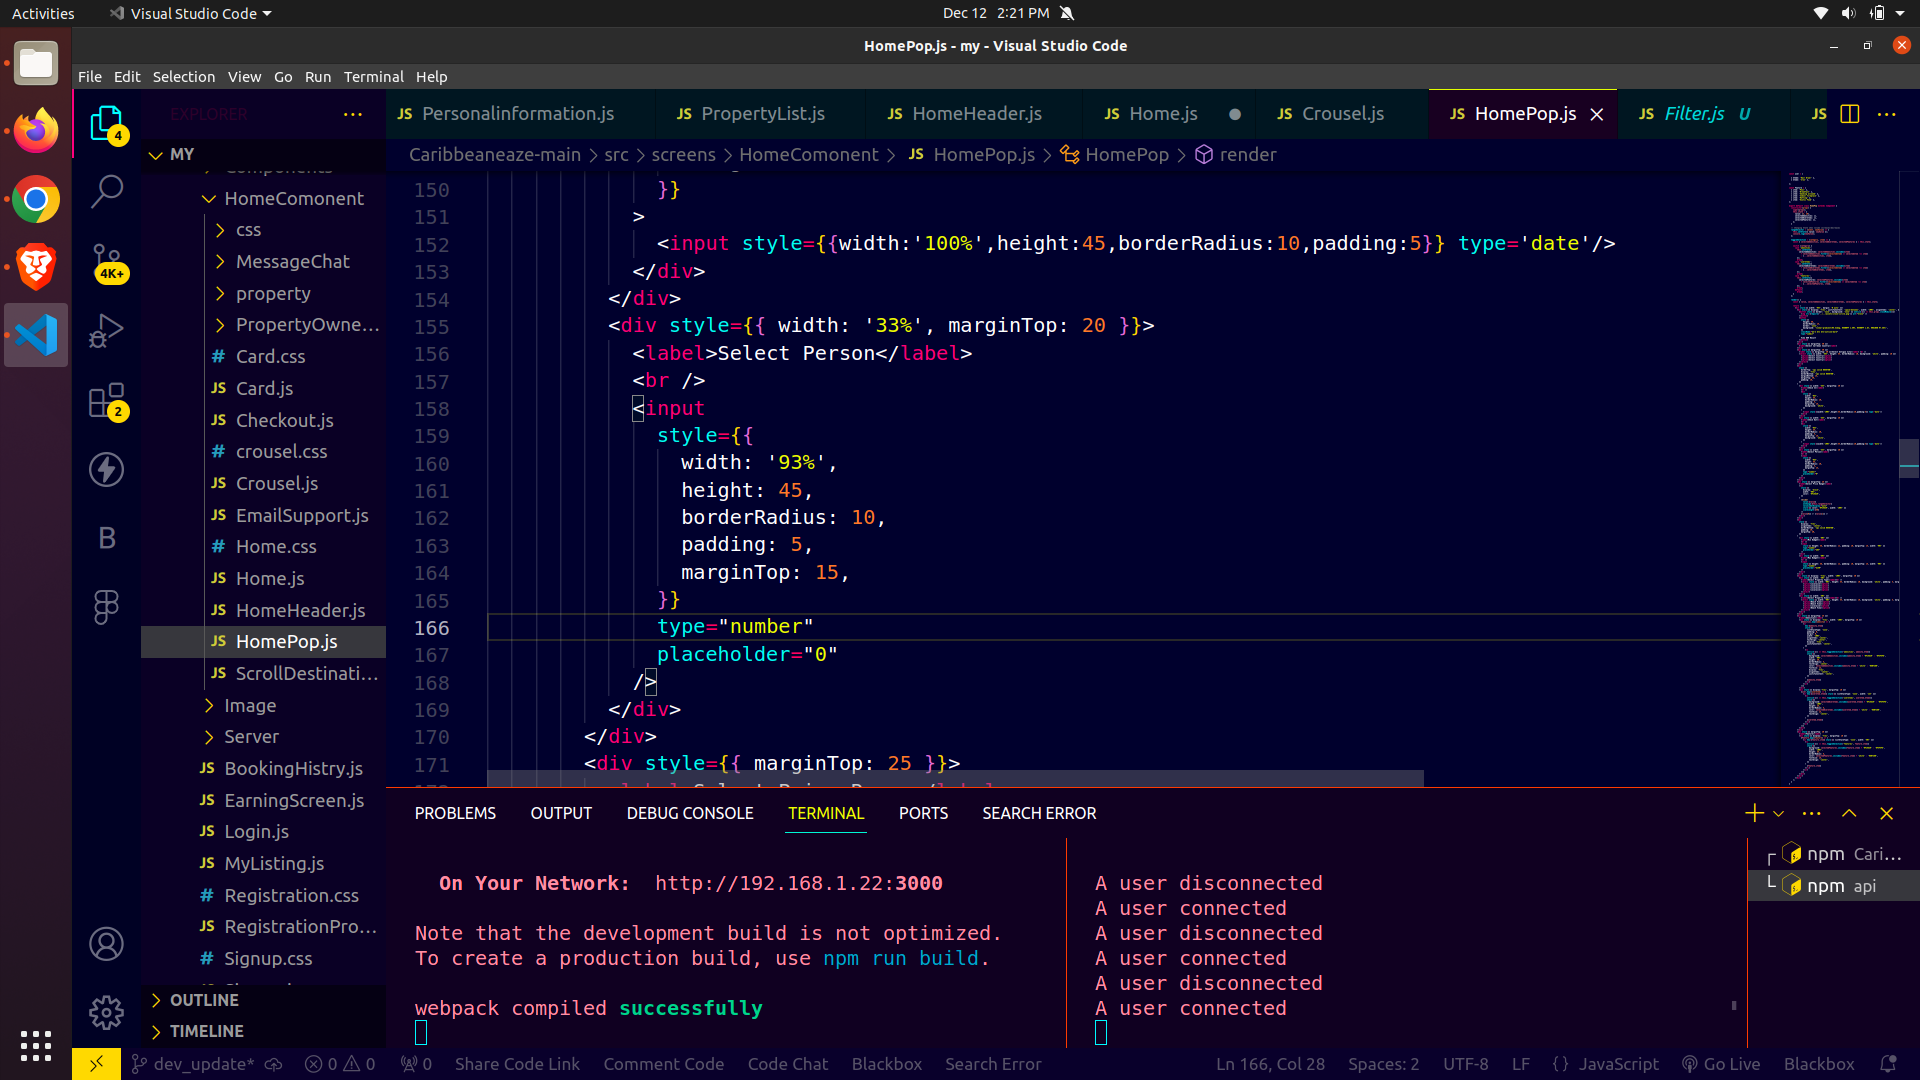 Activities
Visual Studio Code
Dec 12 2:21 PM
HomePop.js - my - Visual Studio Code
File Edit Selection View Go Run Terminal Help
EXPLORER
JS Personalinformation.js
JS PropertyList.js
JS HomeHeader.js
JS Home.js
JS Crousel.js
JS HomePop.js
JS Filter.js U
JS
Caribbeaneaze-main > src > screens > HomeComonent > JS HomePop.js > HomePop > render
4
4K+
2
B
MY
Components
HomeComonent
css
MessageChat
property
PropertyOwne...
# Card.css
JS Card.js
JS Checkout.js
# crousel.css
JS Crousel.js
JS EmailSupport.js
# Home.css
JS Home.js
JS HomeHeader.js
JS HomePop.js
JS ScrollDestinati...
Image
Server
JS BookingHistry.js
JS EarningScreen.js
JS Login.js
JS MyListing.js
# Registration.css
JS RegistrationPro...
# Signup.css
OUTLINE
TIMELINE
150 }}
151 >
152 <input style={{width:'100%',height:45,borderRadius:10,padding:5}} type='date'/>
153 </div>
154 </div>
155 <div style={{ width: '33%', marginTop: 20 }}>
156 <label>Select Person</label>
157 <br />
158 <input
159 style={{
160 width: '93%',
161 height: 45,
162 borderRadius: 10,
163 padding: 5,
164 marginTop: 15,
165 }}
166 type="number"
167 placeholder="0"
168 />
169 </div>
170 </div>
171 <div style={{ marginTop: 25 }}>
PROBLEMS OUTPUT DEBUG CONSOLE TERMINAL PORTS SEARCH ERROR
On Your Network: http://192.168.1.22:3000
Note that the development build is not optimized.
To create a production build, use npm run build.
webpack compiled successfully
A user disconnected
A user connected
A user disconnected
A user connected
A user disconnected
A user connected
npm Cari...
npm api
dev_update* 0 0 0 Share Code Link Comment Code Code Chat Blackbox Search Error
Ln 166, Col 28 Spaces: 2 UTF-8 LF {} JavaScript Go Live Blackbox